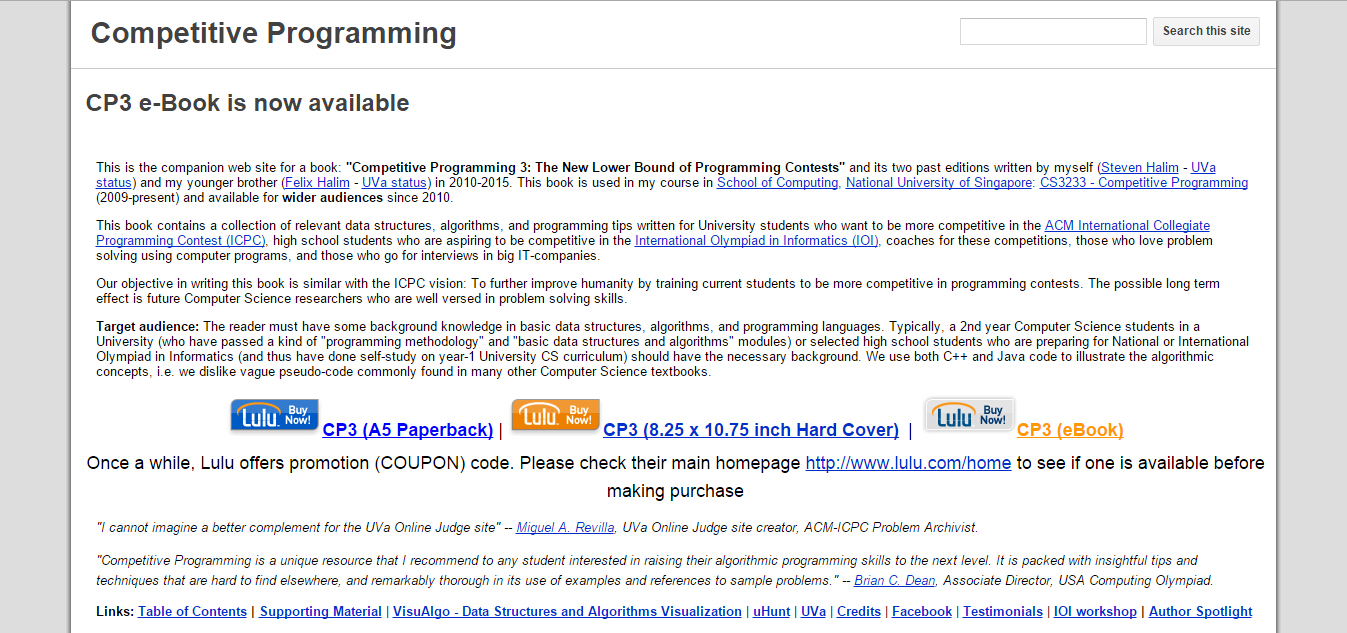 Competitive Programming
Search this site
CP3 e-Book is now available
This is the companion web site for a book: "Competitive Programming 3: The New Lower Bound of Programming Contests" and its two past editions written by myself (Steven Halim - UVa
status) and my younger brother (Felix Halim - UVa status) in 2010-2015. This book is used in my course in School of Computing, National University of Singapore: CS3233 - Competitive Programming
(2009-present) and available for wider audiences since 2010.
This book contains a collection of relevant data structures, algorithms, and programming tips written for University students who want to be more competitive in the ACM International Collegiate
Programming Contest (ICPC), high school students who are aspiring to be competitive in the International Olympiad in Informatics (IOI), coaches for these competitions, those who love problem
solving using computer programs, and those who go for interviews in big IT-companies.
Our objective in writing this book is similar with the ICPC vision: To further improve humanity by training current students to be more competitive in programming contests. The possible long term
effect is future Computer Science researchers who are well versed in problem solving skills.
Target audience: The reader must have some background knowledge in basic data structures, algorithms, and programming languages. Typically, a 2nd year Computer Science students in a
University (who have passed a kind of "programming methodology" and "basic data structures and algorithms" modules) or selected high school students who are preparing for National or International
Olympiad in Informatics (and thus have done self-study on year-1 University CS curriculum) should have the necessary background. We use both C++ and Java code to illustrate the algorithmic
concepts, i.e. we dislike vague pseudo-code commonly found in many other Computer Science textbooks.
Lulu Buy Now! CP3 (A5 Paperback) | Lulu Buy Now! CP3 (8.25 x 10.75 inch Hard Cover) | Lulu Buy Now! CP3 (eBook)
Once a while, Lulu offers promotion (COUPON) code. Please check their main homepage http://www.lulu.com/home to see if one is available before
making purchase
"I cannot imagine a better complement for the UVa Online Judge site" -- Miguel A. Revilla, UVa Online Judge site creator, ACM-ICPC Problem Archivist.
"Competitive Programming is a unique resource that I recommend to any student interested in raising their algorithmic programming skills to the next level. It is packed with insightful tips and
techniques that are hard to find elsewhere, and remarkably thorough in its use of examples and references to sample problems." -- Brian C. Dean, Associate Director, USA Computing Olympiad.
Links: Table of Contents | Supporting Material | VisuAlgo - Data Structures and Algorithms Visualization | uHunt | UVa | Credits | Facebook | Testimonials | IOI workshop | Author Spotlight